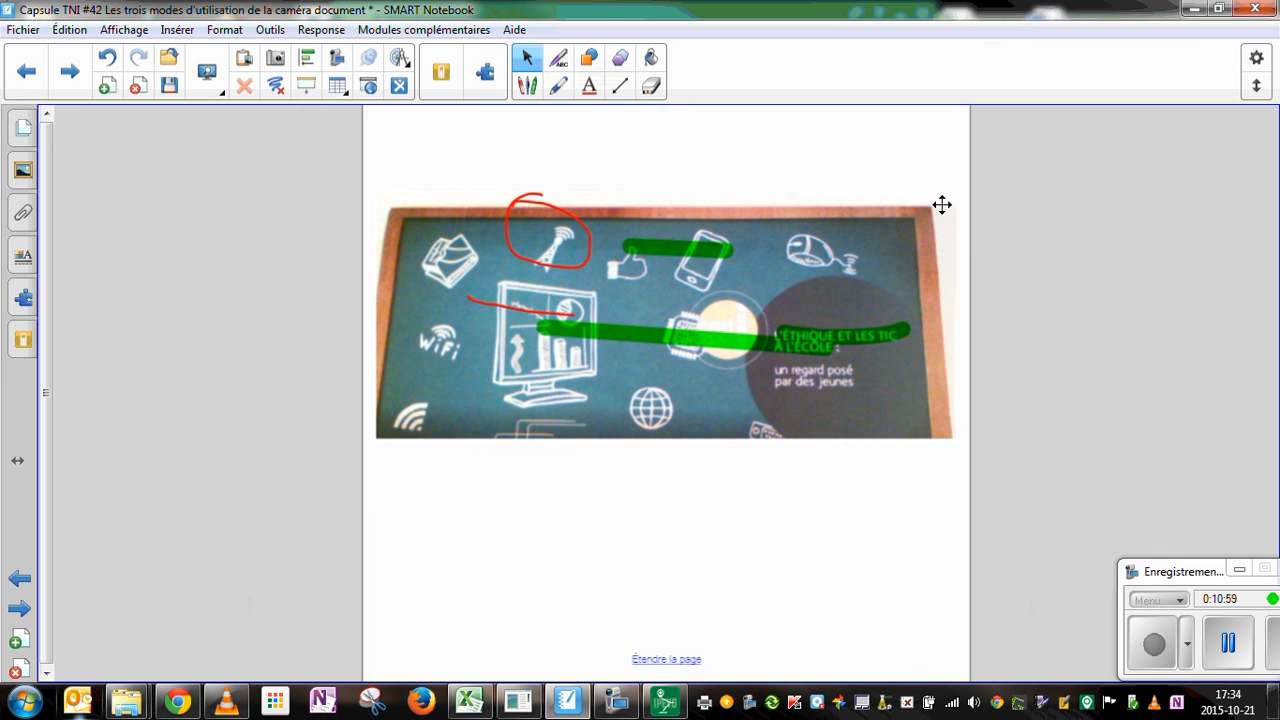 Capsule TNI #42 Les trois modes d'utilisation de la caméra document * - SMART Notebook
Fichier Édition Affichage Insérer Format Outils Réponse Modules complémentaires Aide
WiFi
L'ÉTHIQUE ET LES TIC
À L'ÉCOLE :
un regard posé
par des jeunes
Étendre la page
Enregistremen...
Menu
0:10:59
17:34
2015-10-21